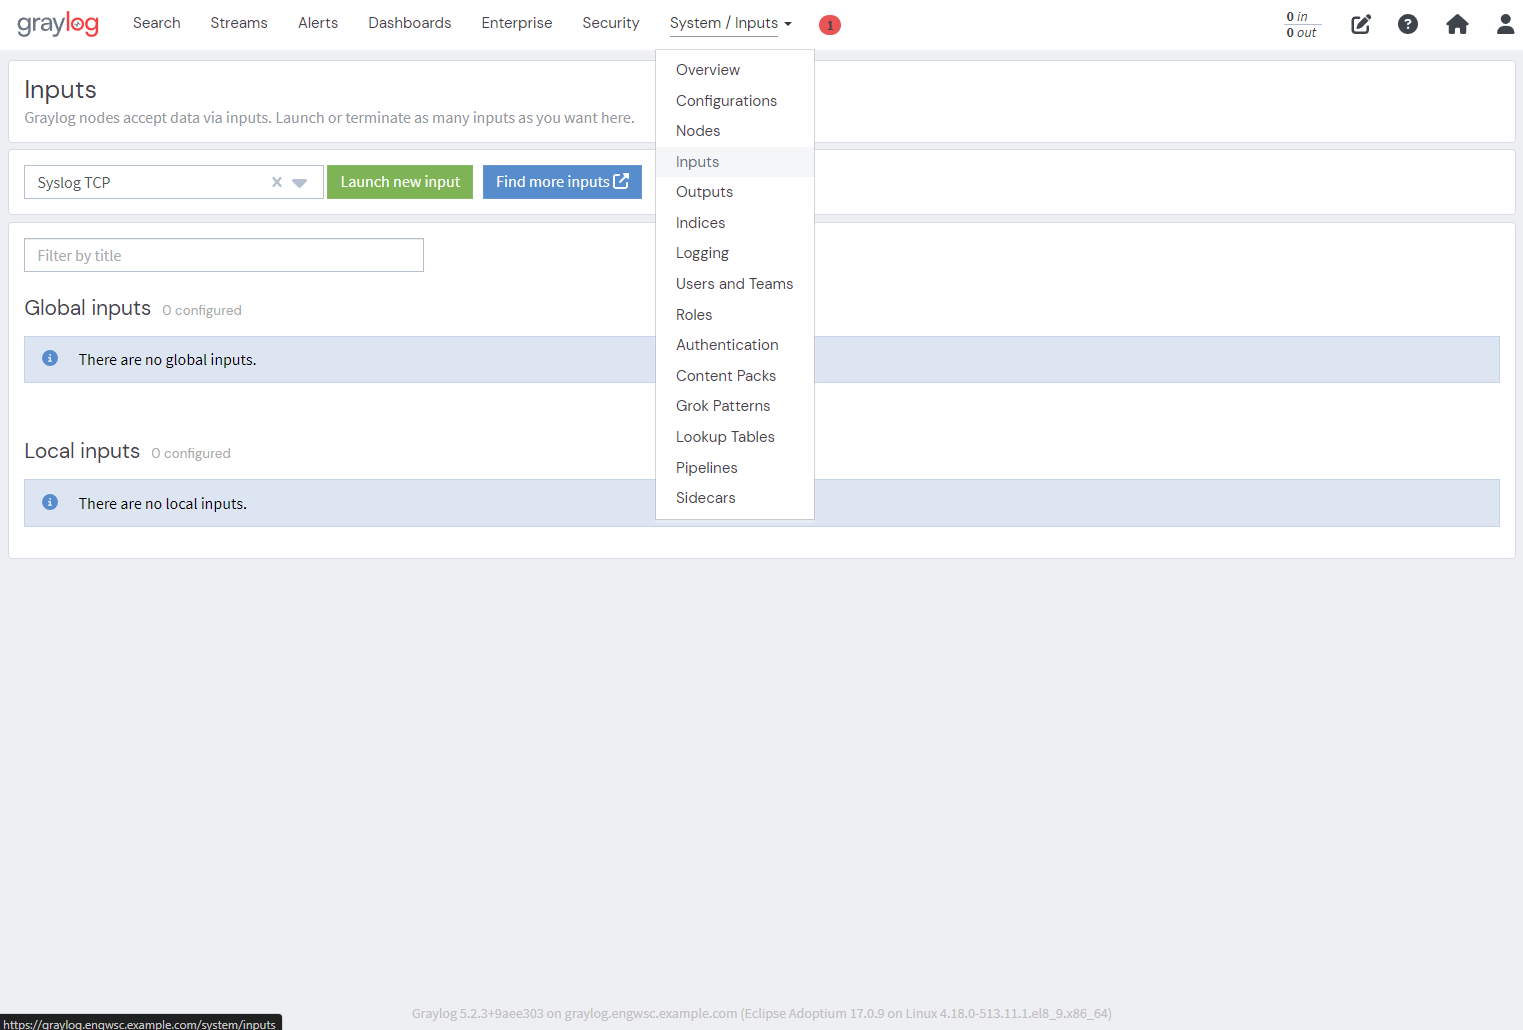 graylog Search Streams Alerts Dashboards Enterprise Security System / Inputs 1 0 in
0 out
Overview
Configurations
Nodes
Inputs
Outputs
Indices
Logging
Users and Teams
Roles
Authentication
Content Packs
Grok Patterns
Lookup Tables
Pipelines
Sidecars
Inputs
Graylog nodes accept data via inputs. Launch or terminate as many inputs as you want here.
Syslog TCP Launch new input Find more inputs
Filter by title
Global inputs 0 configured
There are no global inputs.
Local inputs 0 configured
There are no local inputs.
Graylog 5.2.3+9aee303 on graylog.engwsc.example.com (Eclipse Adoptium 17.0.9 on Linux 4.18.0-513.11.1.el8_9.x86_64)
https://graylog.engwsc.example.com/system/inputs